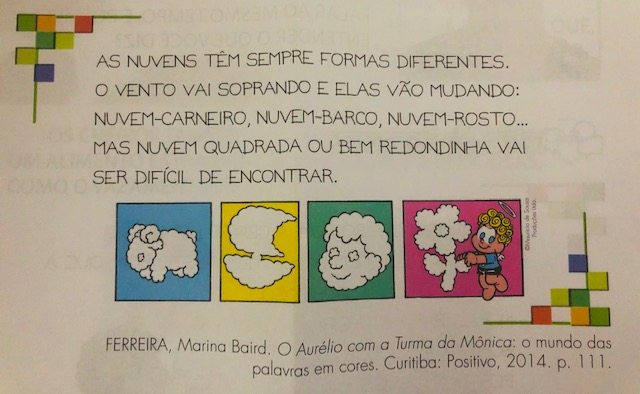 AS NUVENS TÊM SEMPRE FORMAS DIFERENTES.
O VENTO VAI SOPRANDO E ELAS VÃO MUDANDO:
NUVEM-CARNEIRO, NUVEM-BARCO, NUVEM-ROSTO...
MAS NUVEM QUADRADA OU BEM REDONDINHA VAI
SER DIFÍCIL DE ENCONTRAR.
©Mauricio de Sousa
Produções Ltda.
FERREIRA, Marina Baird. O Aurélio com a Turma da Mônica: o mundo das
palavras em cores. Curitiba: Positivo, 2014. p. 111.